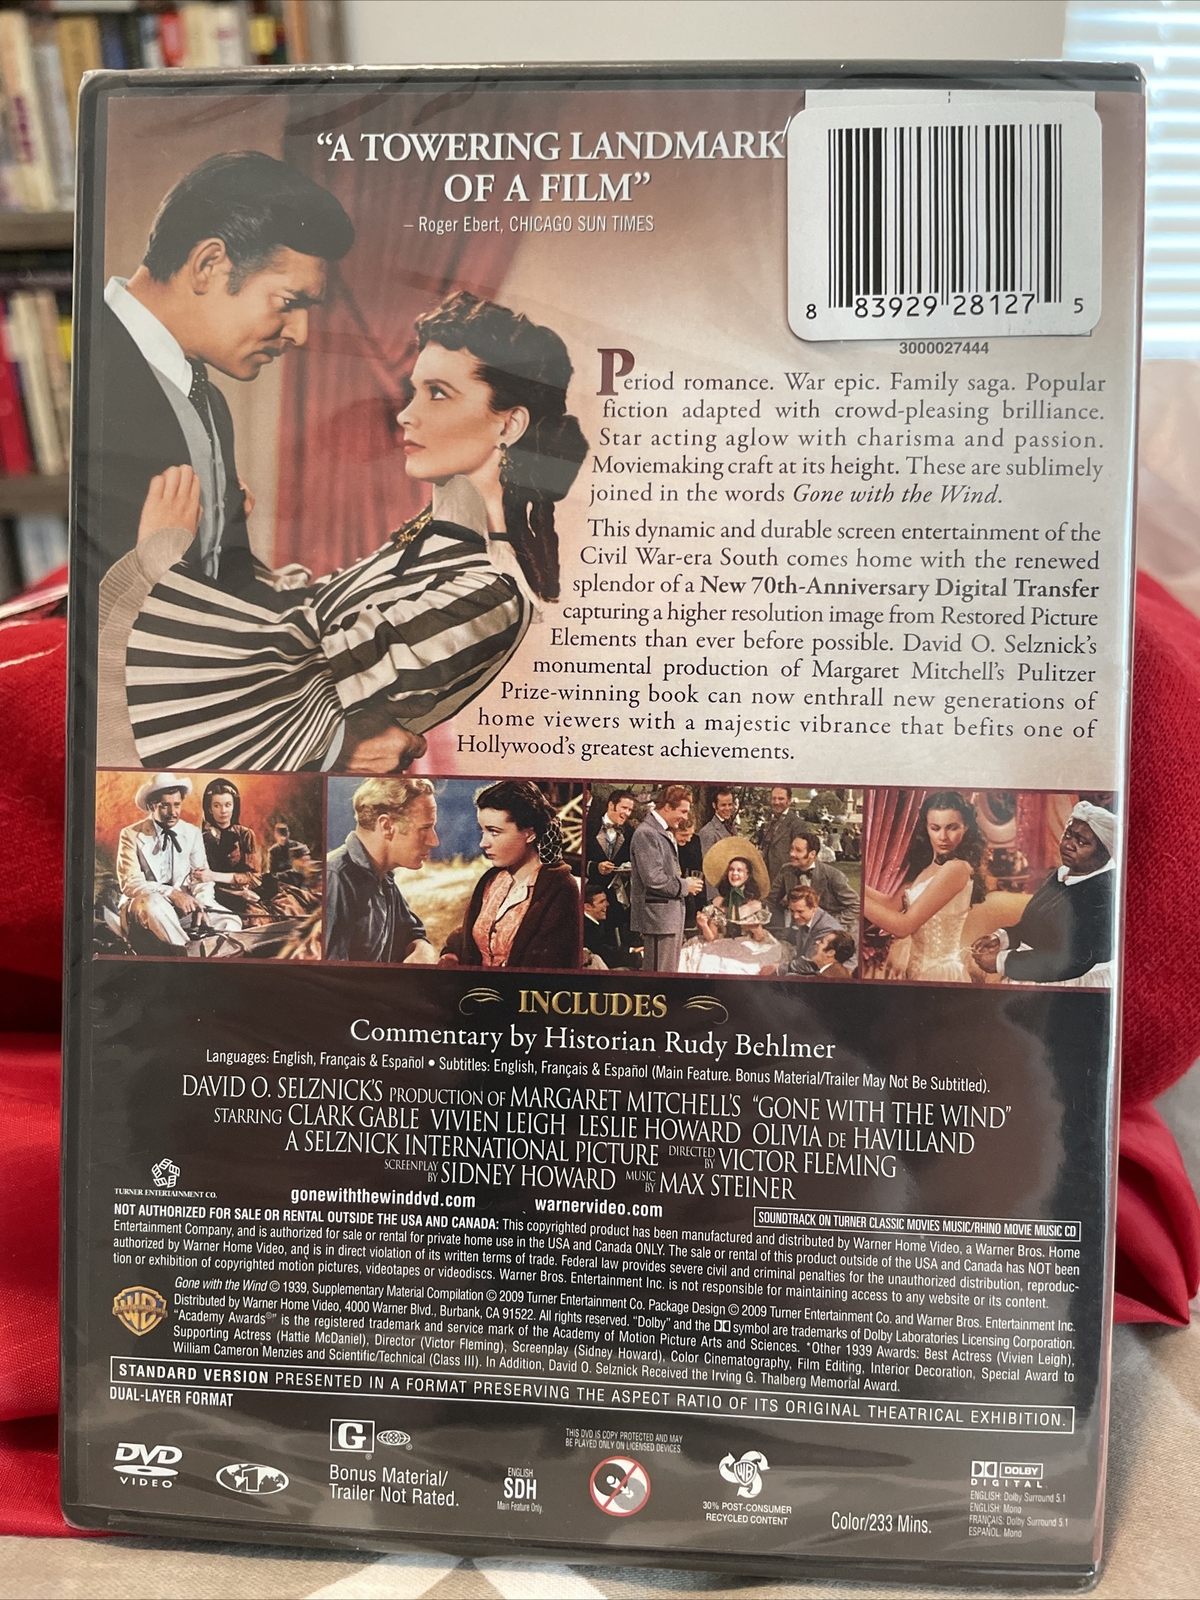 “A TOWERING LANDMARK
OF A FILM”
– Roger Ebert, CHICAGO SUN TIMES
8 83929 28127 5
3000027444
Period romance. War epic. Family saga. Popular
fiction adapted with crowd-pleasing brilliance.
Star acting aglow with charisma and passion.
Moviemaking craft at its height. These are sublimely
joined in the words Gone with the Wind.
This dynamic and durable screen entertainment of the
Civil War-era South comes home with the renewed
splendor of a New 70th-Anniversary Digital Transfer
capturing a higher resolution image from Restored Picture
Elements than ever before possible. David O. Selznick’s
monumental production of Margaret Mitchell’s Pulitzer
Prize-winning book can now enthrall new generations of
home viewers with a majestic vibrance that befits one of
Hollywood’s greatest achievements.
INCLUDES
Commentary by Historian Rudy Behlmer
Languages: English, Français & Español • Subtitles: English, Français & Español (Main Feature. Bonus Material/Trailer May Not Be Subtitled).
DAVID O. SELZNICK’S PRODUCTION OF MARGARET MITCHELL’S “GONE WITH THE WIND”
STARRING CLARK GABLE VIVIEN LEIGH LESLIE HOWARD OLIVIA DE HAVILLAND
A SELZNICK INTERNATIONAL PICTURE DIRECTED BY VICTOR FLEMING
SCREENPLAY BY SIDNEY HOWARD MUSIC BY MAX STEINER
TURNER ENTERTAINMENT CO.
gonewiththewinddvd.com warnervideo.com
SOUNDTRACK ON TURNER CLASSIC MOVIES MUSIC/RHINO MOVIE MUSIC CD
NOT AUTHORIZED FOR SALE OR RENTAL OUTSIDE THE USA AND CANADA: This copyrighted product has been manufactured and distributed by Warner Home Video, a Warner Bros. Home
Entertainment Company, and is authorized for sale or rental for private home use in the USA and Canada ONLY. The sale or rental of this product outside of the USA and Canada has NOT been
authorized by Warner Home Video, and is in direct violation of its written terms of trade. Federal law provides severe civil and criminal penalties for the unauthorized distribution, reproduc-
tion or exhibition of copyrighted motion pictures, videotapes or videodiscs. Warner Bros. Entertainment Inc. is not responsible for maintaining access to any website or its content.
Gone with the Wind © 1939, Supplementary Material Compilation © 2009 Turner Entertainment Co. Package Design © 2009 Turner Entertainment Co. and Warner Bros. Entertainment Inc.
Distributed by Warner Home Video, 4000 Warner Blvd., Burbank, CA 91522. All rights reserved. “Dolby” and the DD symbol are trademarks of Dolby Laboratories Licensing Corporation.
“Academy Awards®” is the registered trademark and service mark of the Academy of Motion Picture Arts and Sciences. *Other 1939 Awards: Best Actress (Vivien Leigh),
Supporting Actress (Hattie McDaniel), Director (Victor Fleming), Screenplay (Sidney Howard), Color Cinematography, Film Editing, Interior Decoration, Special Award to
William Cameron Menzies and Scientific/Technical (Class III). In Addition, David O. Selznick Received the Irving G. Thalberg Memorial Award.
WB
STANDARD VERSION PRESENTED IN A FORMAT PRESERVING THE ASPECT RATIO OF ITS ORIGINAL THEATRICAL EXHIBITION.
DUAL-LAYER FORMAT
DVD
VIDEO
1
G ®
Bonus Material/
Trailer Not Rated.
ENGLISH
SDH
Main Feature Only.
THIS DVD IS COPY PROTECTED AND MAY
BE PLAYED ONLY ON LICENSED DEVICES
WB
30% POST-CONSUMER
RECYCLED CONTENT
Color/233 Mins.
DOLBY
DIGITAL
ENGLISH: Dolby Surround 5.1
ENGLISH: Mono
FRANÇAIS: Dolby Surround 5.1
ESPAÑOL: Mono